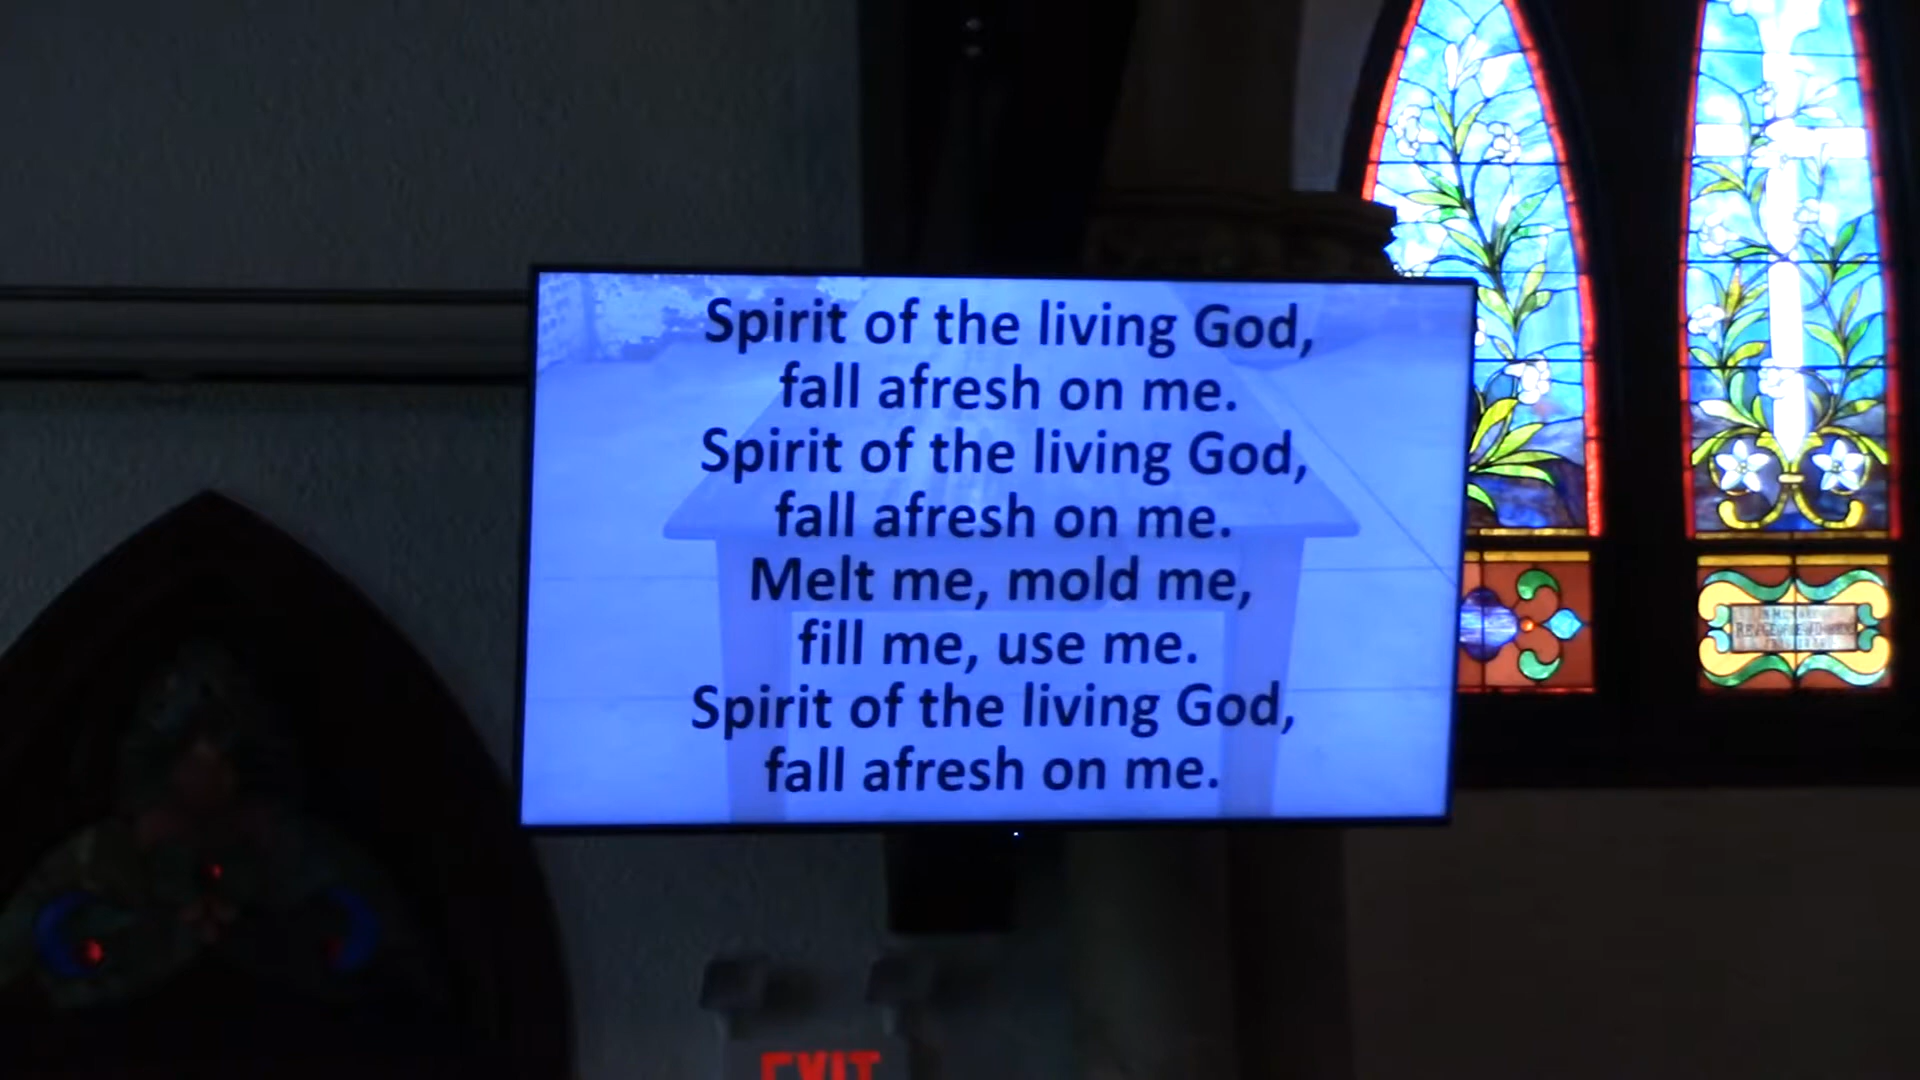 Spirit of the living God,
fall afresh on me.
Spirit of the living God,
fall afresh on me.
Melt me, mold me,
fill me, use me.
Spirit of the living God,
fall afresh on me.
EXIT